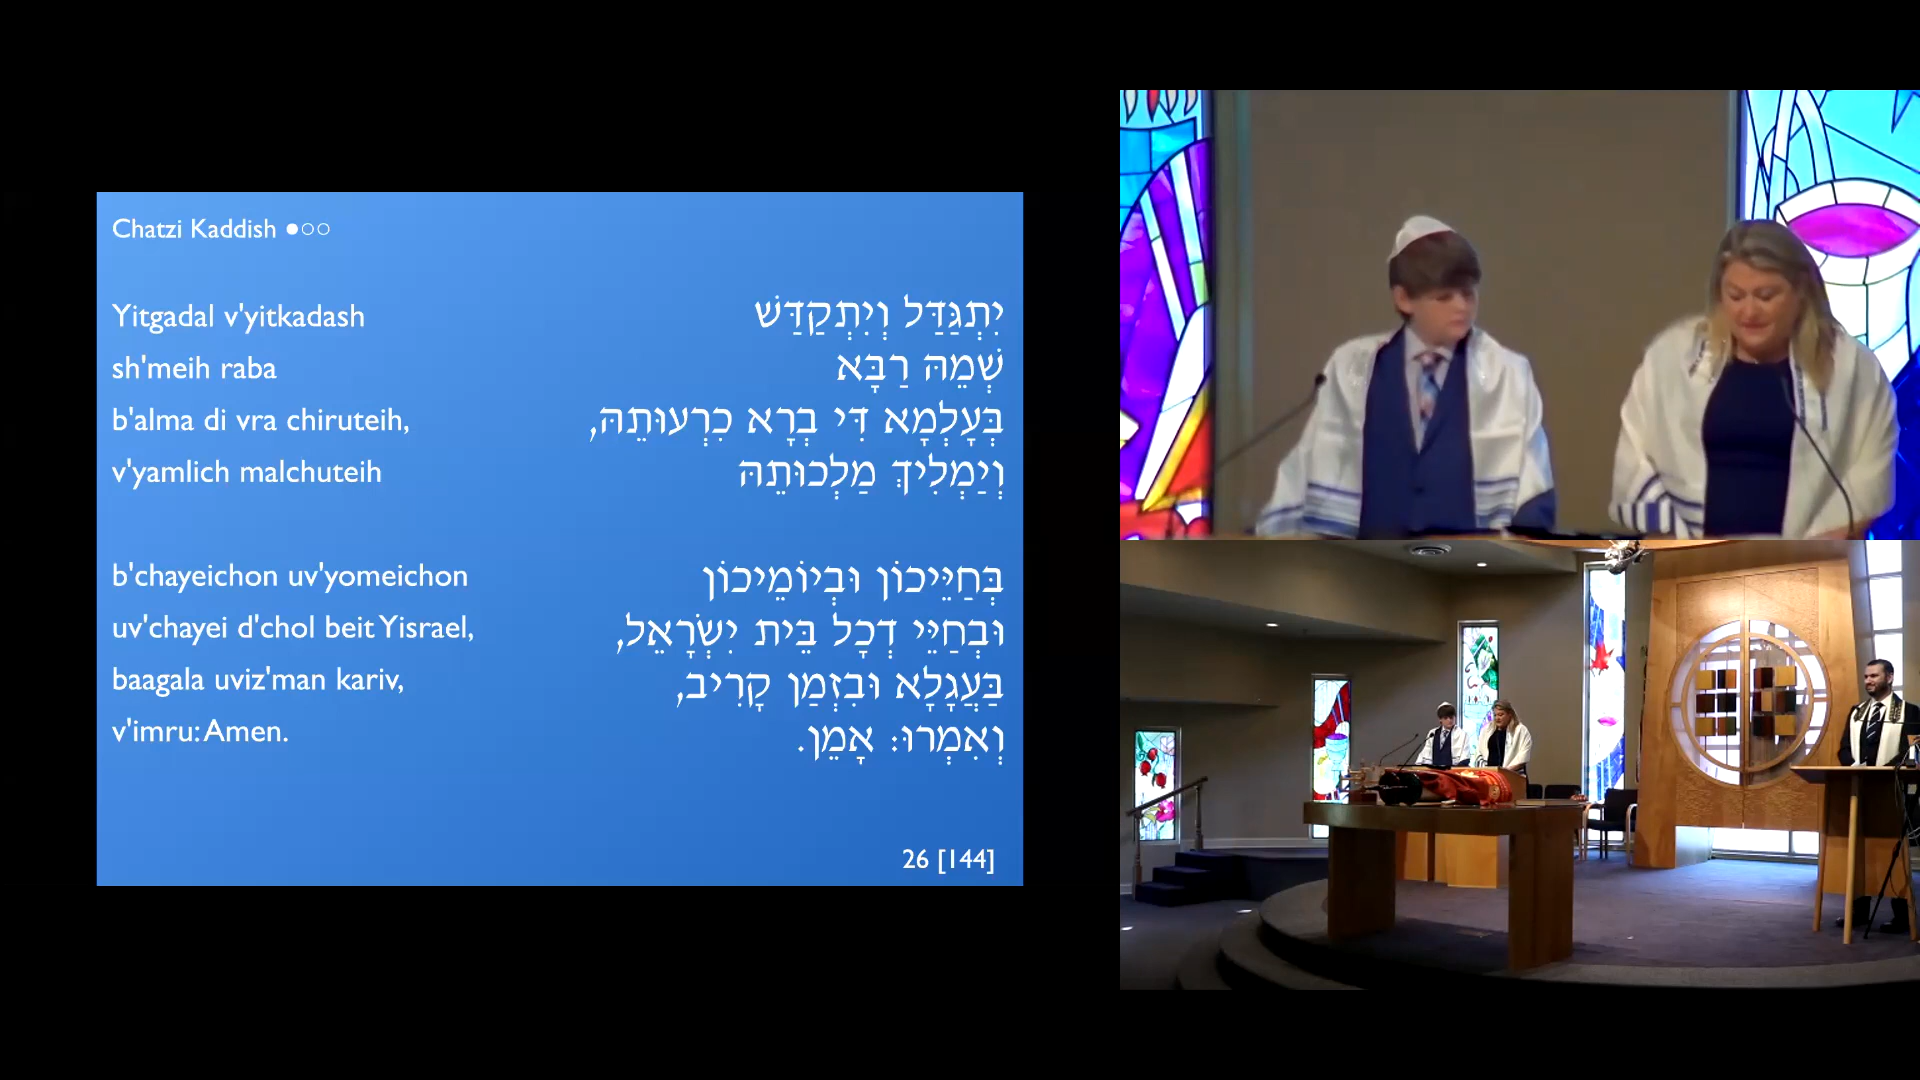 Chatzi Kaddish ●○○
Yitgadal v'yitkadash
sh'meih raba
b'alma di vra chiruteih,
v'yamlich malchuteih
b'chayeichon uv'yomeichon
uv'chayei d'chol beit Yisrael,
baagala uviz'man kariv,
v'imru: Amen.
יִתְגַּדַּל וְיִתְקַדַּשׁ
שְׁמֵהּ רַבָּא
בְּעָלְמָא דִּי בְרָא כִרְעוּתֵהּ,
וְיַמְלִיךְ מַלְכוּתֵהּ
בְּחַיֵּיכוֹן וּבְיוֹמֵיכוֹן
וּבְחַיֵּי דְכָל בֵּית יִשְׂרָאֵל,
בַּעֲגָלָא וּבִזְמַן קָרִיב,
וְאִמְרוּ: אָמֵן.
26 [144]